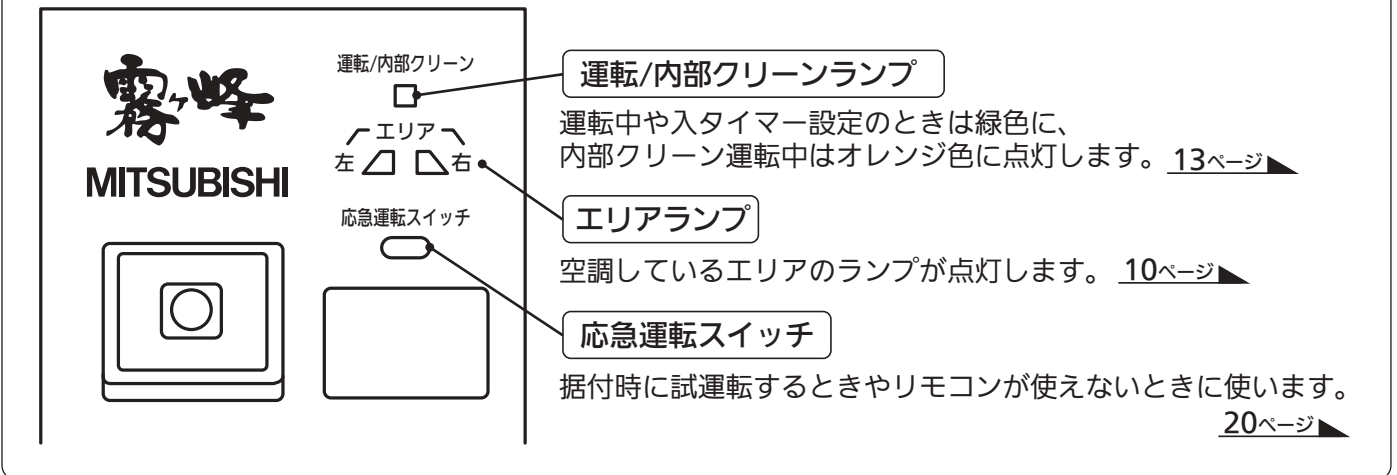 霧ヶ峰
MITSUBISHI
運転/内部クリーン
エリア
左 右
応急運転スイッチ
運転/内部クリーンランプ
運転中や入タイマー設定のときは緑色に、
内部クリーン運転中はオレンジ色に点灯します。 13ページ
エリアランプ
空調しているエリアのランプが点灯します。 10ページ
応急運転スイッチ
据付時に試運転するときやリモコンが使えないときに使います。
20ページ